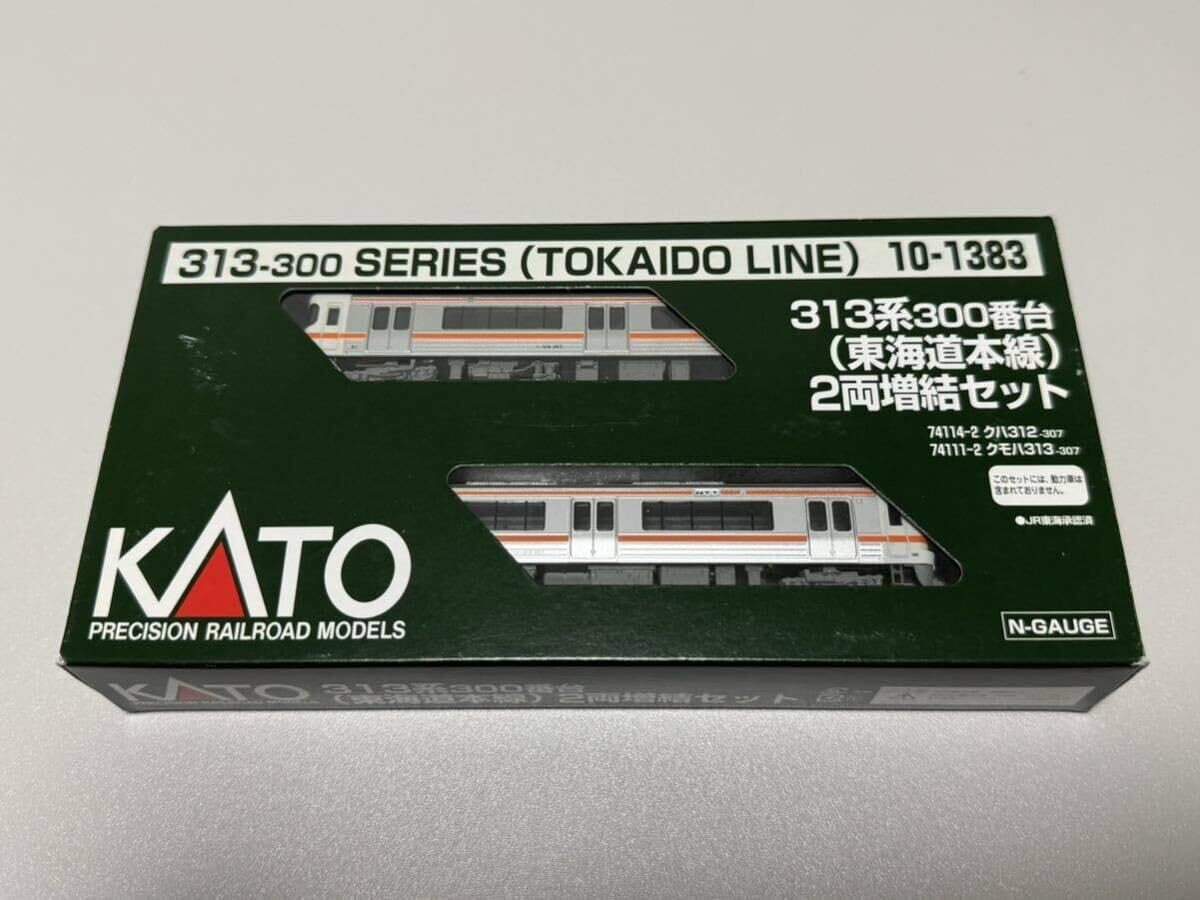 313-300 SERIES (TOKAIDO LINE) 10-1383
313系300番台
(東海道本線)
2両増結セット
74114-2 クハ312-307
74111-2 クモハ313-307
このセットには、動力車は
含まれておりません。
●JR東海承認済
KATO
PRECISION RAILROAD MODELS
N-GAUGE
KATO
313系300番台
(東海道本線) 2両増結セット